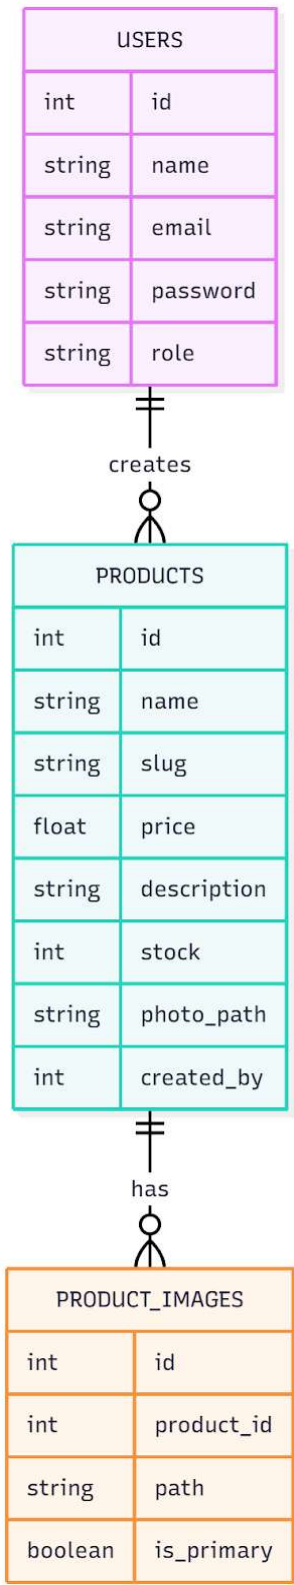 USERS
int id
string name
string email
string password
string role
creates
PRODUCTS
int id
string name
string slug
float price
string description
int stock
string photo_path
int created_by
has
PRODUCT_IMAGES
int id
int product_id
string path
boolean is_primary